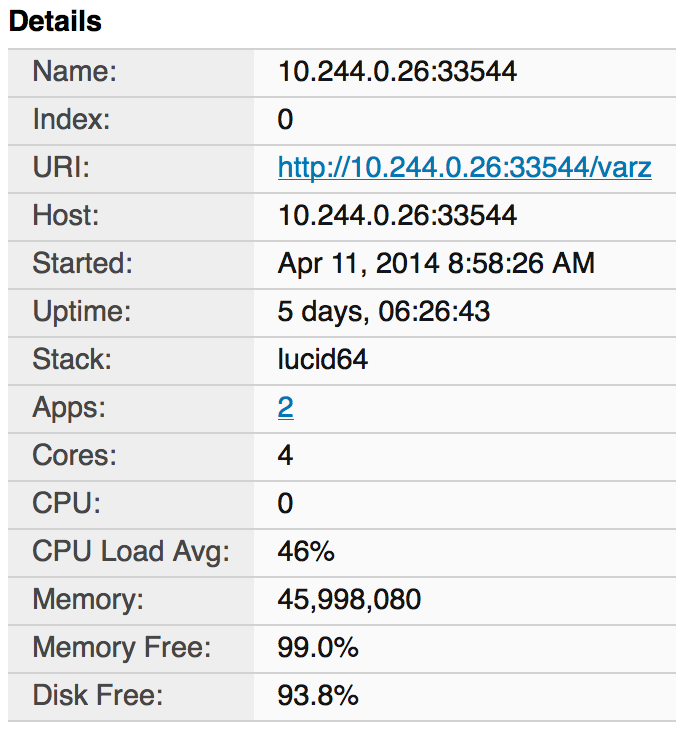 Details
Name: 10.244.0.26:33544
Index: 0
URI: http://10.244.0.26:33544/varz
Host: 10.244.0.26:33544
Started: Apr 11, 2014 8:58:26 AM
Uptime: 5 days, 06:26:43
Stack: lucid64
Apps: 2
Cores: 4
CPU: 0
CPU Load Avg: 46%
Memory: 45,998,080
Memory Free: 99.0%
Disk Free: 93.8%